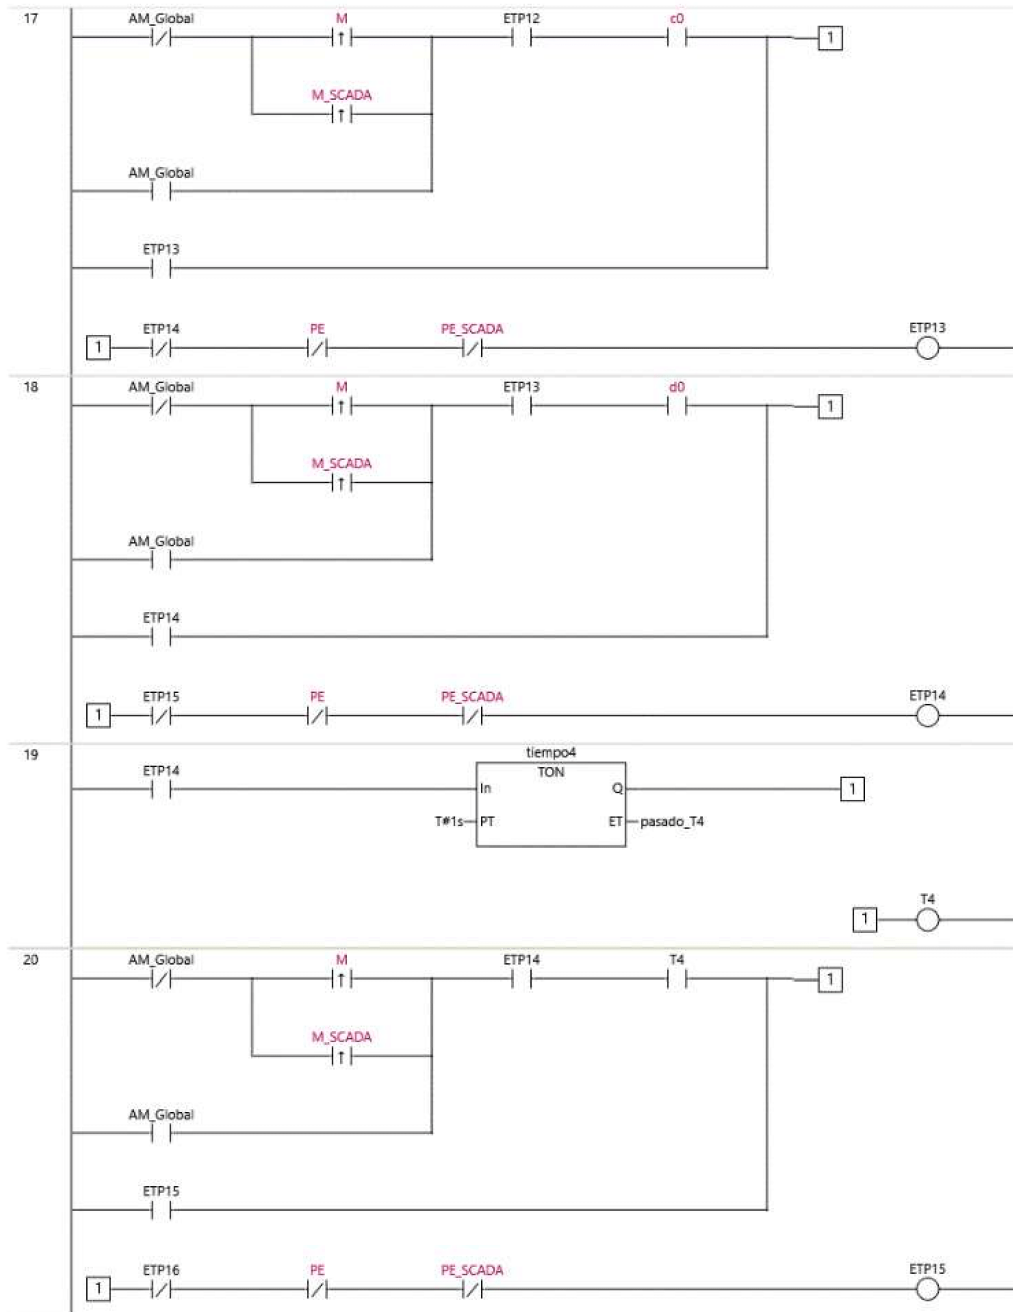 17 AM_Global M ETP12 c0
1
M_SCADA
AM_Global
ETP13
1 ETP14 PE PE_SCADA ETP13
18 AM_Global M ETP13 d0
1
M_SCADA
AM_Global
ETP14
1 ETP15 PE PE_SCADA ETP14
19 tiempo4
ETP14 TON
In Q 1
T#1s PT ET pasado_T4
T4
1
20 AM_Global M ETP14 T4
1
M_SCADA
AM_Global
ETP15
1 ETP16 PE PE_SCADA ETP15